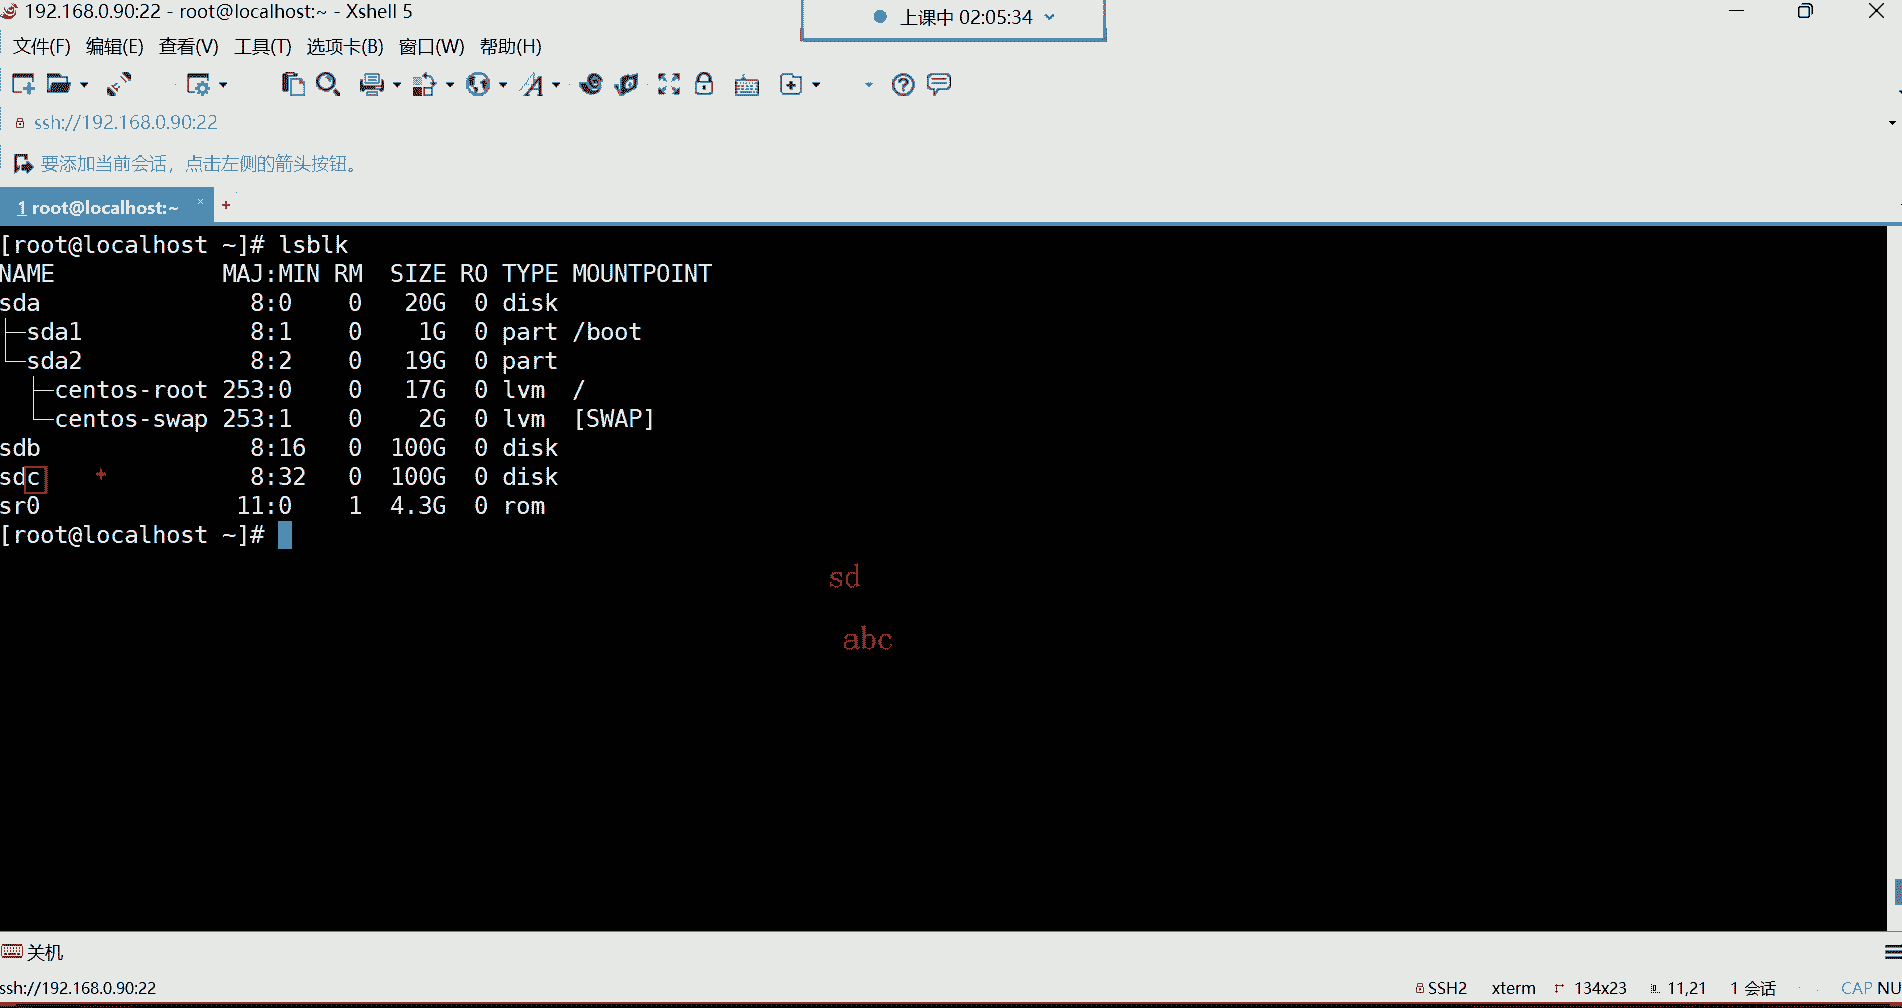 192.168.0.90:22 - root@localhost:~ - Xshell 5
上课中 02:05:34
文件(F) 编辑(E) 查看(V) 工具(T) 选项卡(B) 窗口(W) 帮助(H)
ssh://192.168.0.90:22
要添加当前会话，点击左侧的箭头按钮。
1 root@localhost:~ × +
[root@localhost ~]# lsblk
NAME MAJ:MIN RM SIZE RO TYPE MOUNTPOINT
sda 8:0 0 20G 0 disk
├─sda1 8:1 0 1G 0 part /boot
└─sda2 8:2 0 19G 0 part
├─centos-root 253:0 0 17G 0 lvm /
└─centos-swap 253:1 0 2G 0 lvm [SWAP]
sdb 8:16 0 100G 0 disk
sdc 8:32 0 100G 0 disk
sr0 11:0 1 4.3G 0 rom
[root@localhost ~]#
sd
abc
关机
ssh://192.168.0.90:22 SSH2 xterm 134x23 11,21 1 会话 CAP NU